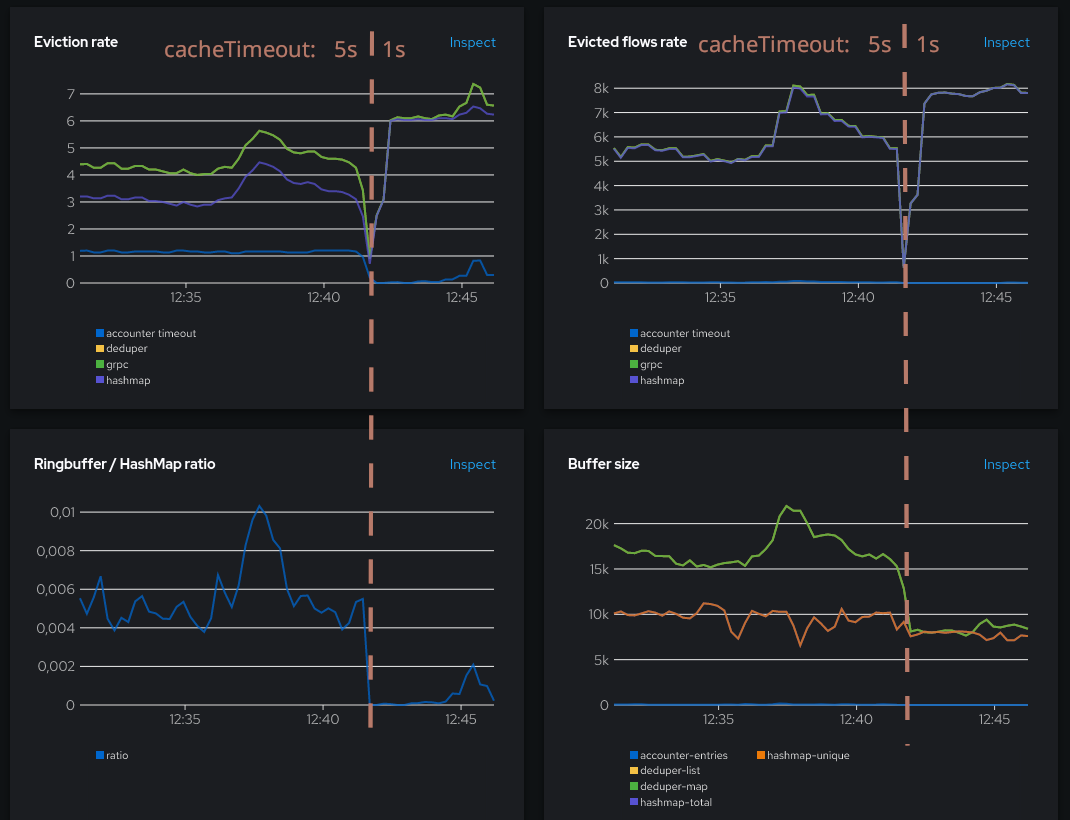 Eviction rate
cacheTimeout: 5s 1s
Inspect
7
6
5
4
3
2
1
0
12:35
12:40
12:45
accounter timeout
deduper
grpc
hashmap
Evicted flows rate
cacheTimeout: 5s 1s
Inspect
8k
7k
6k
5k
4k
3k
2k
1k
0
12:35
12:40
12:45
accounter timeout
deduper
grpc
hashmap
Ringbuffer / HashMap ratio
Inspect
0,01
0,008
0,006
0,004
0,002
0
12:35
12:40
12:45
ratio
Buffer size
Inspect
20k
15k
10k
5k
0
12:35
12:40
12:45
accounter-entries
hashmap-unique
deduper-list
deduper-map
hashmap-total